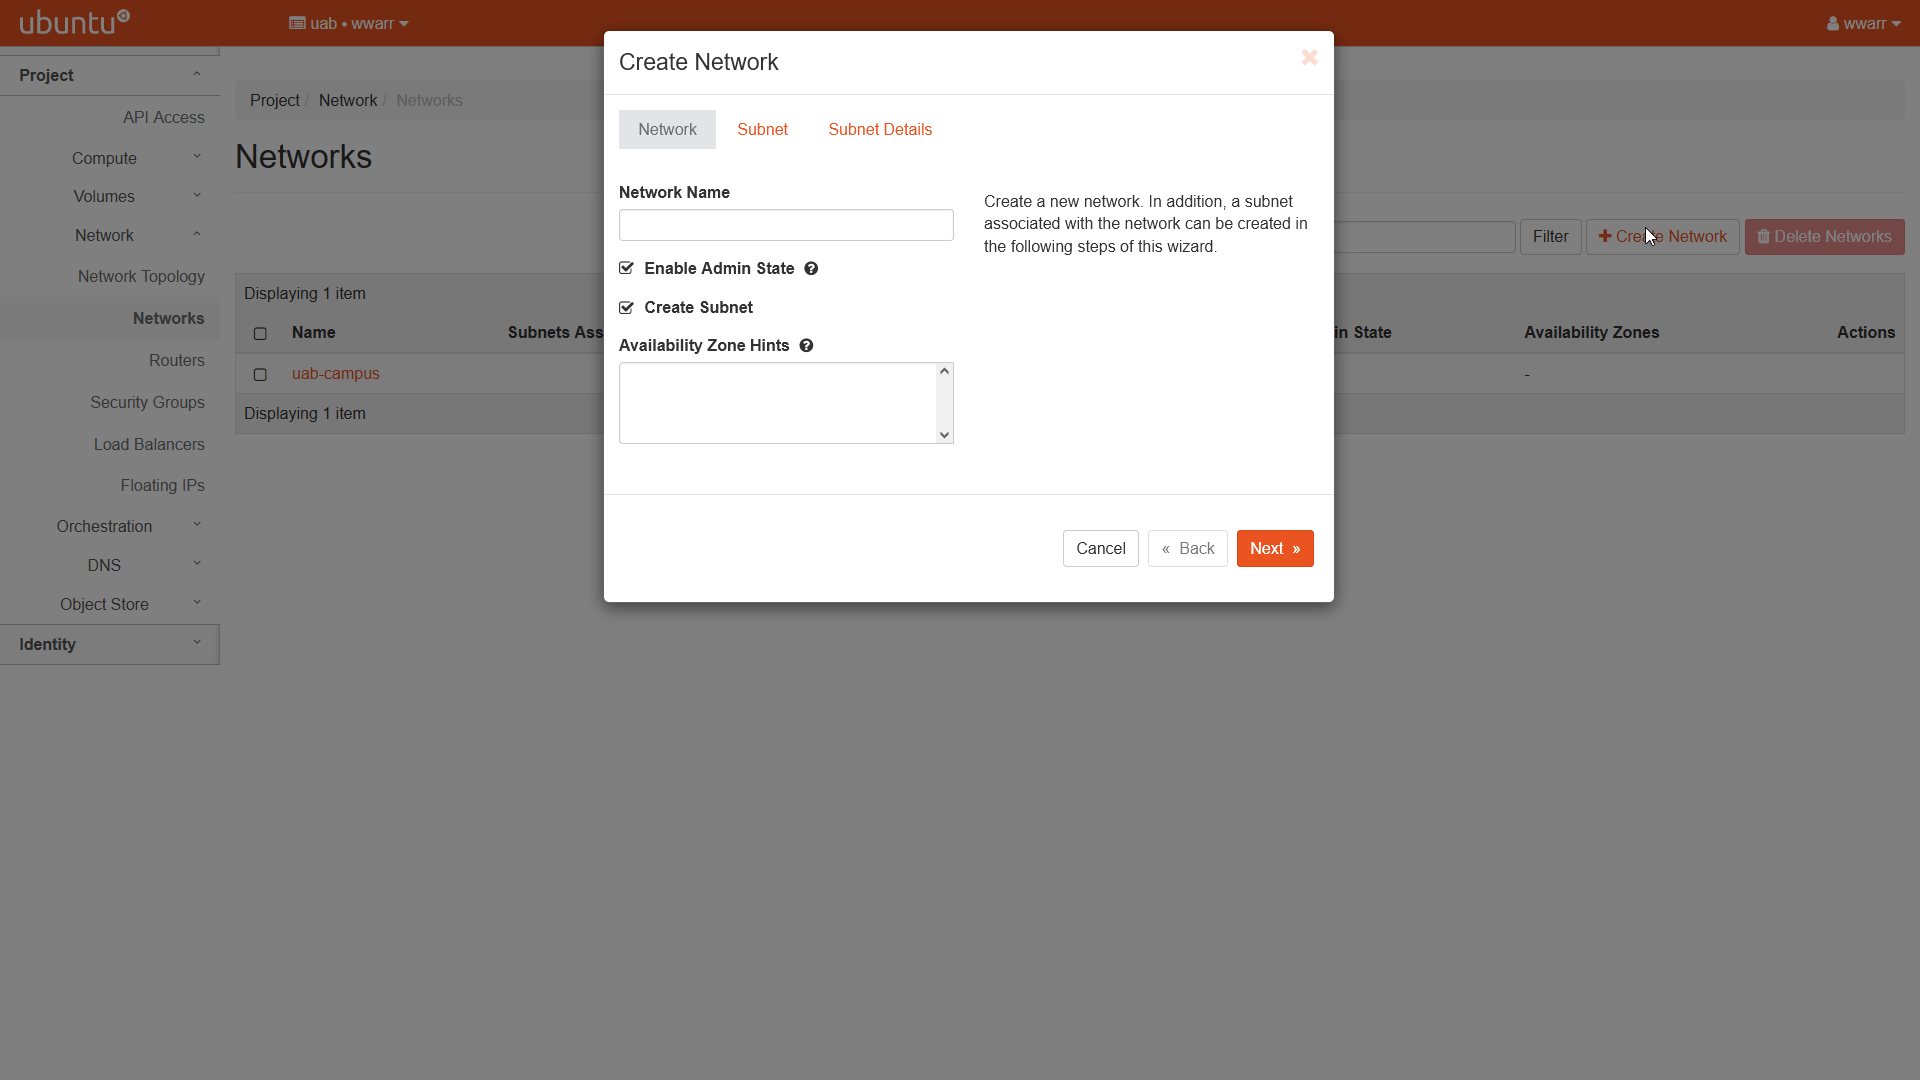 ubuntu
uab • wwarr
wwarr
Project
API Access
Compute
Volumes
Network
Network Topology
Networks
Routers
Security Groups
Load Balancers
Floating IPs
Orchestration
DNS
Object Store
Identity
Project / Network / Networks
Networks
Filter
Create Network
Delete Networks
Displaying 1 item
Name
Subnets Ass
in State
Availability Zones
Actions
uab-campus
-
Displaying 1 item
Create Network
Network
Subnet
Subnet Details
Network Name
Enable Admin State
Create Subnet
Availability Zone Hints
Create a new network. In addition, a subnet
associated with the network can be created in
the following steps of this wizard.
Cancel
« Back
Next »